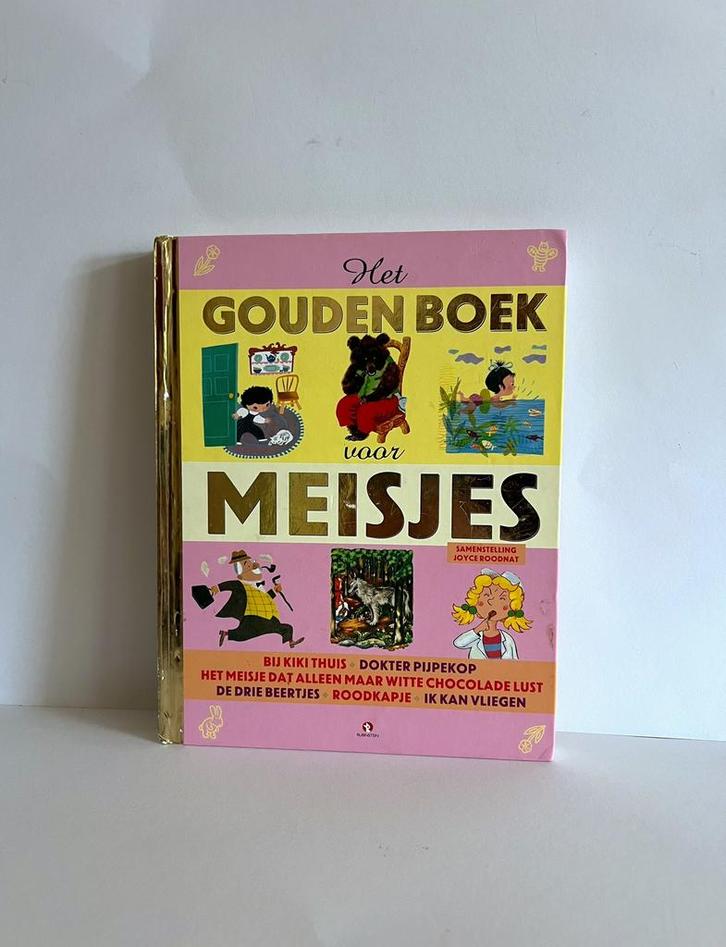 Het
GOUDEN BOEK
voor
MEISJES
SAMENSTELLING
JOYCE ROODNAT
BIJ KIKI THUIS • DOKTER PIJPEKOP
HET MEISJE DAT ALLEEN MAAR WITTE CHOCOLADE LUST
DE DRIE BEERTJES • ROODKAPJE • IK KAN VLIEGEN
RUBINSTEIN